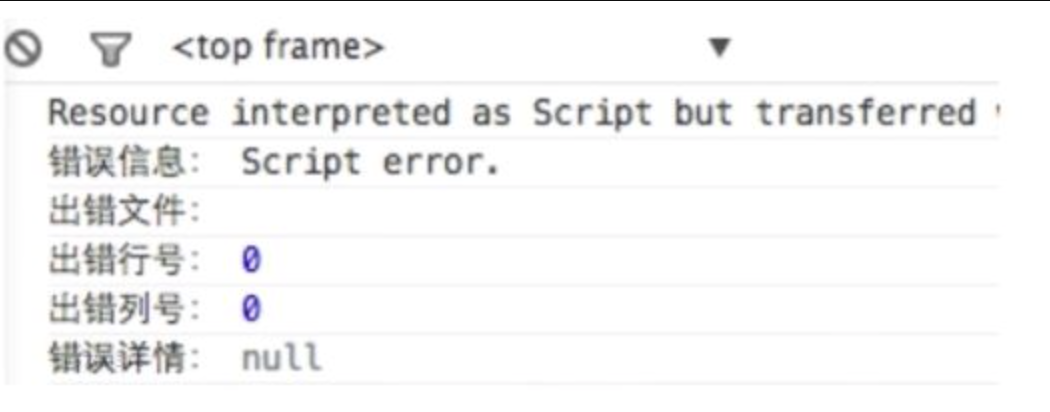 <top frame>
Resource interpreted as Script but transferred
错误信息： Script error.
出错文件：
出错行号： 0
出错列号： 0
错误详情： null